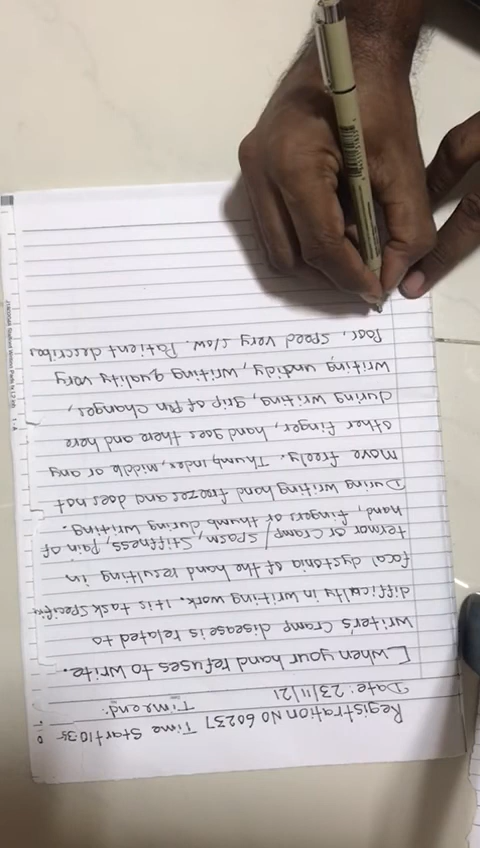 Registration No 60237 Time Start 10:35
Date: 23/11/21 Time end:
[When your hand refuses to write.
Writer's Cramp disease is related to
difficulty in writing work. It is task specific
focal dystonia of the hand resulting in
termor or cramp/spasm, Stiffness, Pain of
hand, fingers or thumb during writing.
During writing hand freezes and does not
move freely. Thumb, index, middle or any
other finger, hand goes there and here
during writing, grip of Pen changes,
writing untidy, writing quality very
Poor, speed very slow. Patient describes